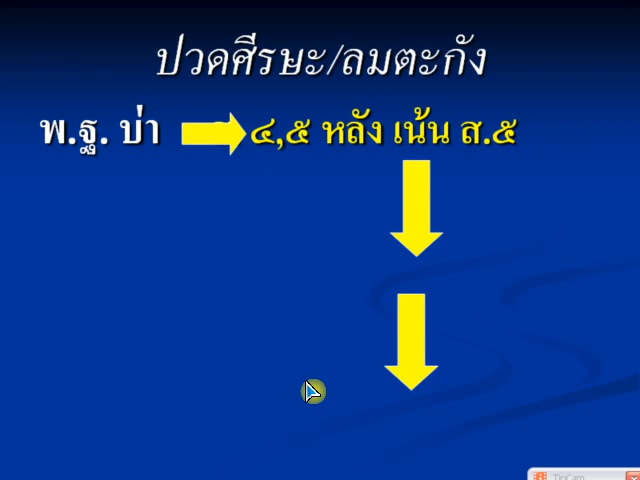 ปวดศีรษะ/ลมตะกัง
พ.ฐ. บ่า ๔,๕ หลัง เน้น ส.๕
TipCam